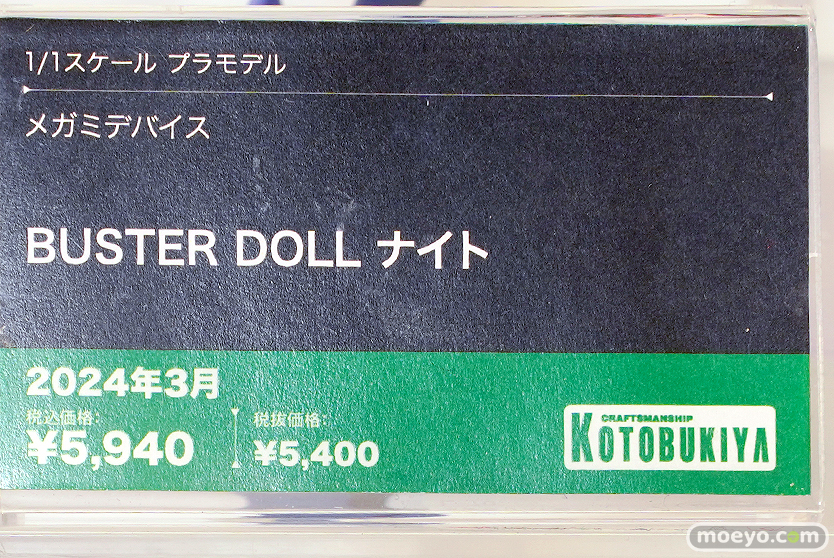 1/1スケール プラモデル
メガミデバイス
BUSTER DOLL ナイト
2024年3月
税込価格:
¥5,940
税抜価格:
¥5,400
CRAFTSMANSHIP
KOTOBUKIYA
moeyo.com